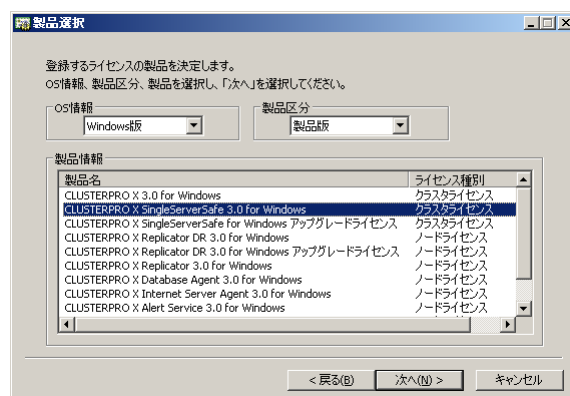 製品選択
登録するライセンスの製品を決定します。
OS情報、製品区分、製品を選択し、「次へ」を選択してください。
OS情報 製品区分
Windows版 製品版
製品情報
製品名 ライセンス種別
CLUSTERPRO X 3.0 for Windows クラスタライセンス
CLUSTERPRO X SingleServerSafe 3.0 for Windows クラスタライセンス
CLUSTERPRO X SingleServerSafe for Windows アップグレードライセンス クラスタライセンス
CLUSTERPRO X Replicator DR 3.0 for Windows ノードライセンス
CLUSTERPRO X Replicator DR 3.0 for Windows アップグレードライセンス ノードライセンス
CLUSTERPRO X Replicator 3.0 for Windows ノードライセンス
CLUSTERPRO X Database Agent 3.0 for Windows ノードライセンス
CLUSTERPRO X Internet Server Agent 3.0 for Windows ノードライセンス
CLUSTERPRO X Alert Service 3.0 for Windows ノードライセンス
< 戻る(B) 次へ(N) > キャンセル